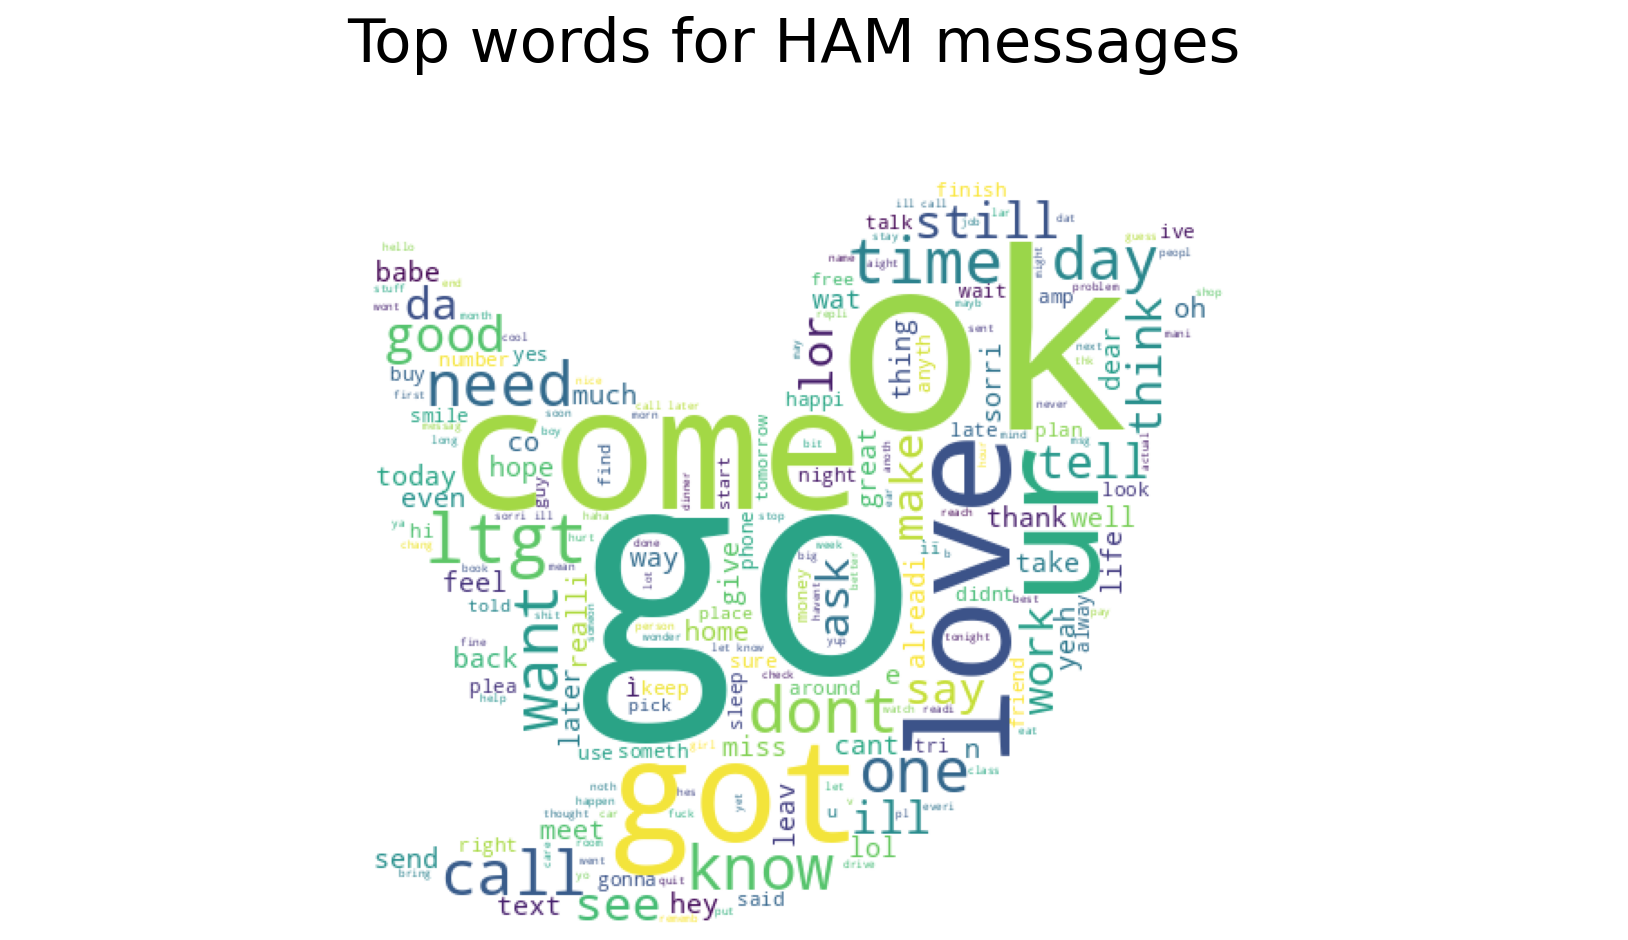 Top words for HAM messages
finish
ill call
lar
talk
still
job
dat
stay
guess
ive
hello
name
aight
time
might
day
peopl
babe
end
free
wait
amp
problem
stuff
wont
da
month
wat
mayb
shop
oh
good
cool
repli
ok
sent
think
mani
number
yes
may
lor
thing
anyth
sorri
next
thk
dear
buy
need
nice
much
first
happi
never
smile
soon
call later
morn
messag
boy
come
late
mind
plan
msg
long
co
tomorrow
bit
great
anoth
make
hour
tell
actual
hope
find
start
night
today
guy
dinner
ear
love
ur
look
even
sorri ill
haha
stop
reach
thank
well
ya
hi
ltgt
hurt
go
done
phone
week
ìï
b
life
chang
way
big
better
book
mean
give
ask
take
feel
lot
money
havent
alreadi
didnt
best
told
want
shit
realli
someon
place
work
yeah
alway
pay
person
wonder
home
yup
tonight
fine
let know
back
sure
check
plea
help
later
ì
keep
pick
sleep
around
e
say
friend
dont
watch
readi
eat
use
someth
girl
miss
cant
tri
n
got
one
class
noth
hes
let
happen
yet
leav
v
thought
car
fuck
u
ill
pl
everi
meet
right
care
room
lol
send
went
know
drive
bring
call
yo
gonna
quit
text
see
hey
put
said
rememb